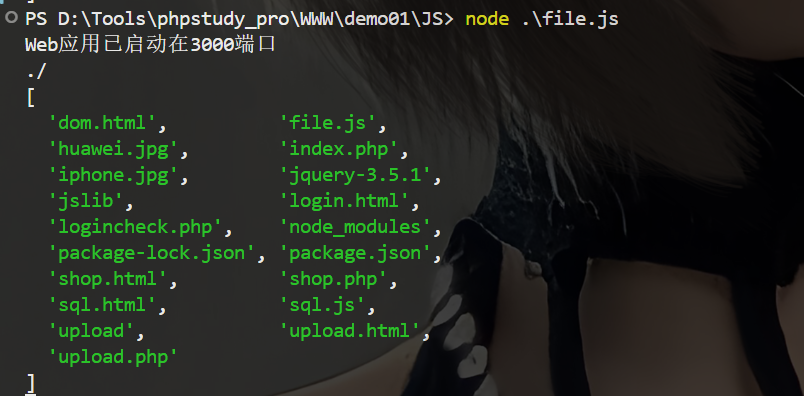 PS D:\Tools\phpstudy_pro\WWW\demo01\JS> node .\file.js
Web应用已启动在3000端口
./
[
  'dom.html',          'file.js',
  'huawei.jpg',        'index.php',
  'iphone.jpg',        'jquery-3.5.1',
  'jslib',             'login.html',
  'logincheck.php',    'node_modules',
  'package-lock.json', 'package.json',
  'shop.html',         'shop.php',
  'sql.html',          'sql.js',
  'upload',            'upload.html',
  'upload.php'
]